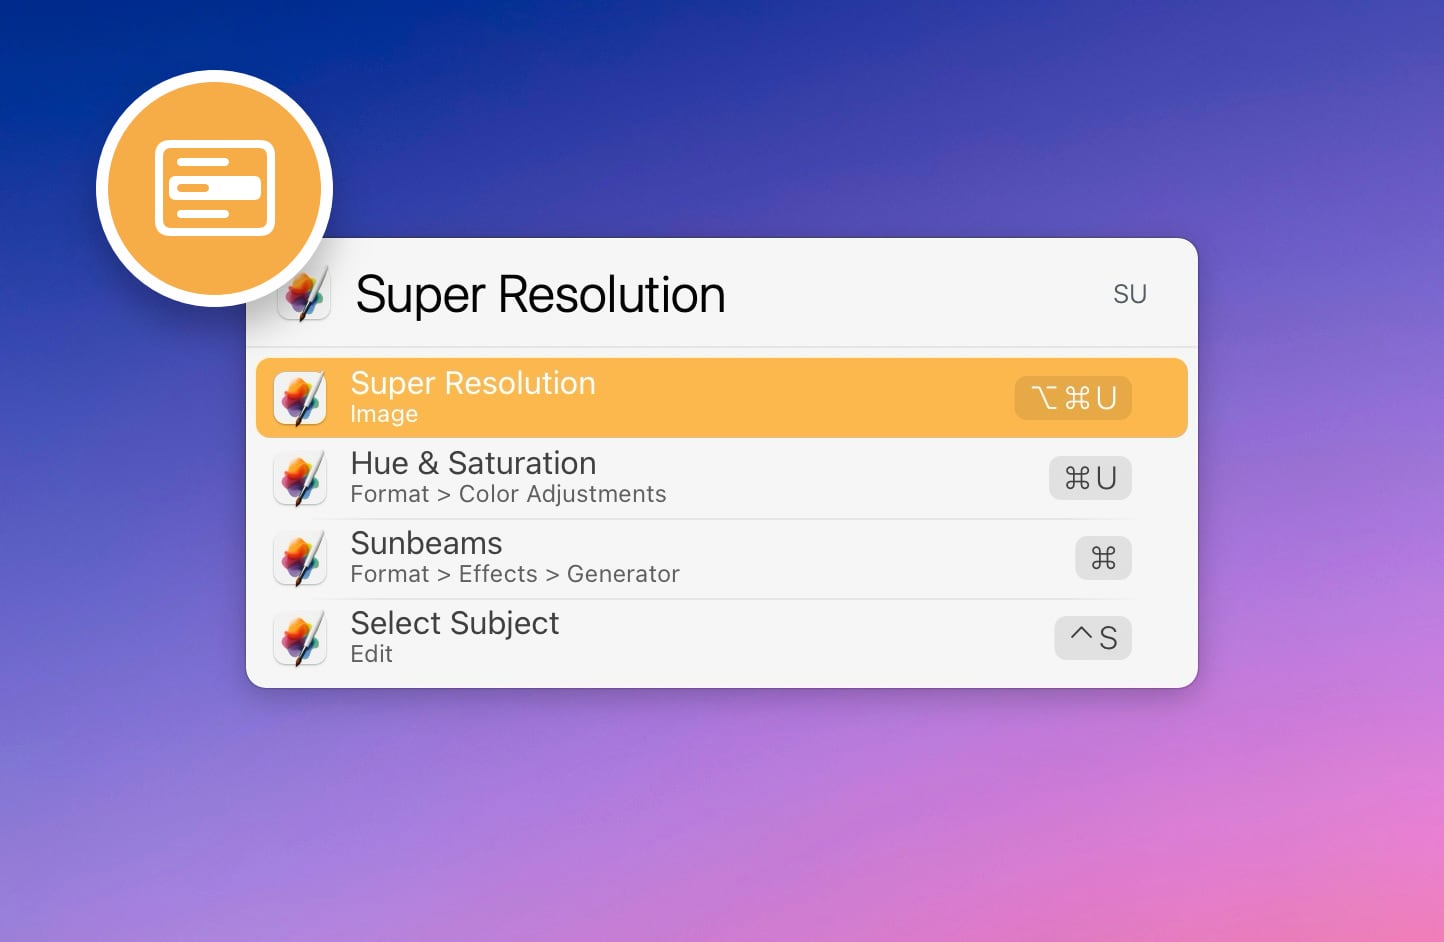 Super Resolution SU
Super Resolution ⌥⌘U
Image
Hue & Saturation ⌘U
Format > Color Adjustments
Sunbeams ⌘
Format > Effects > Generator
Select Subject ^S
Edit